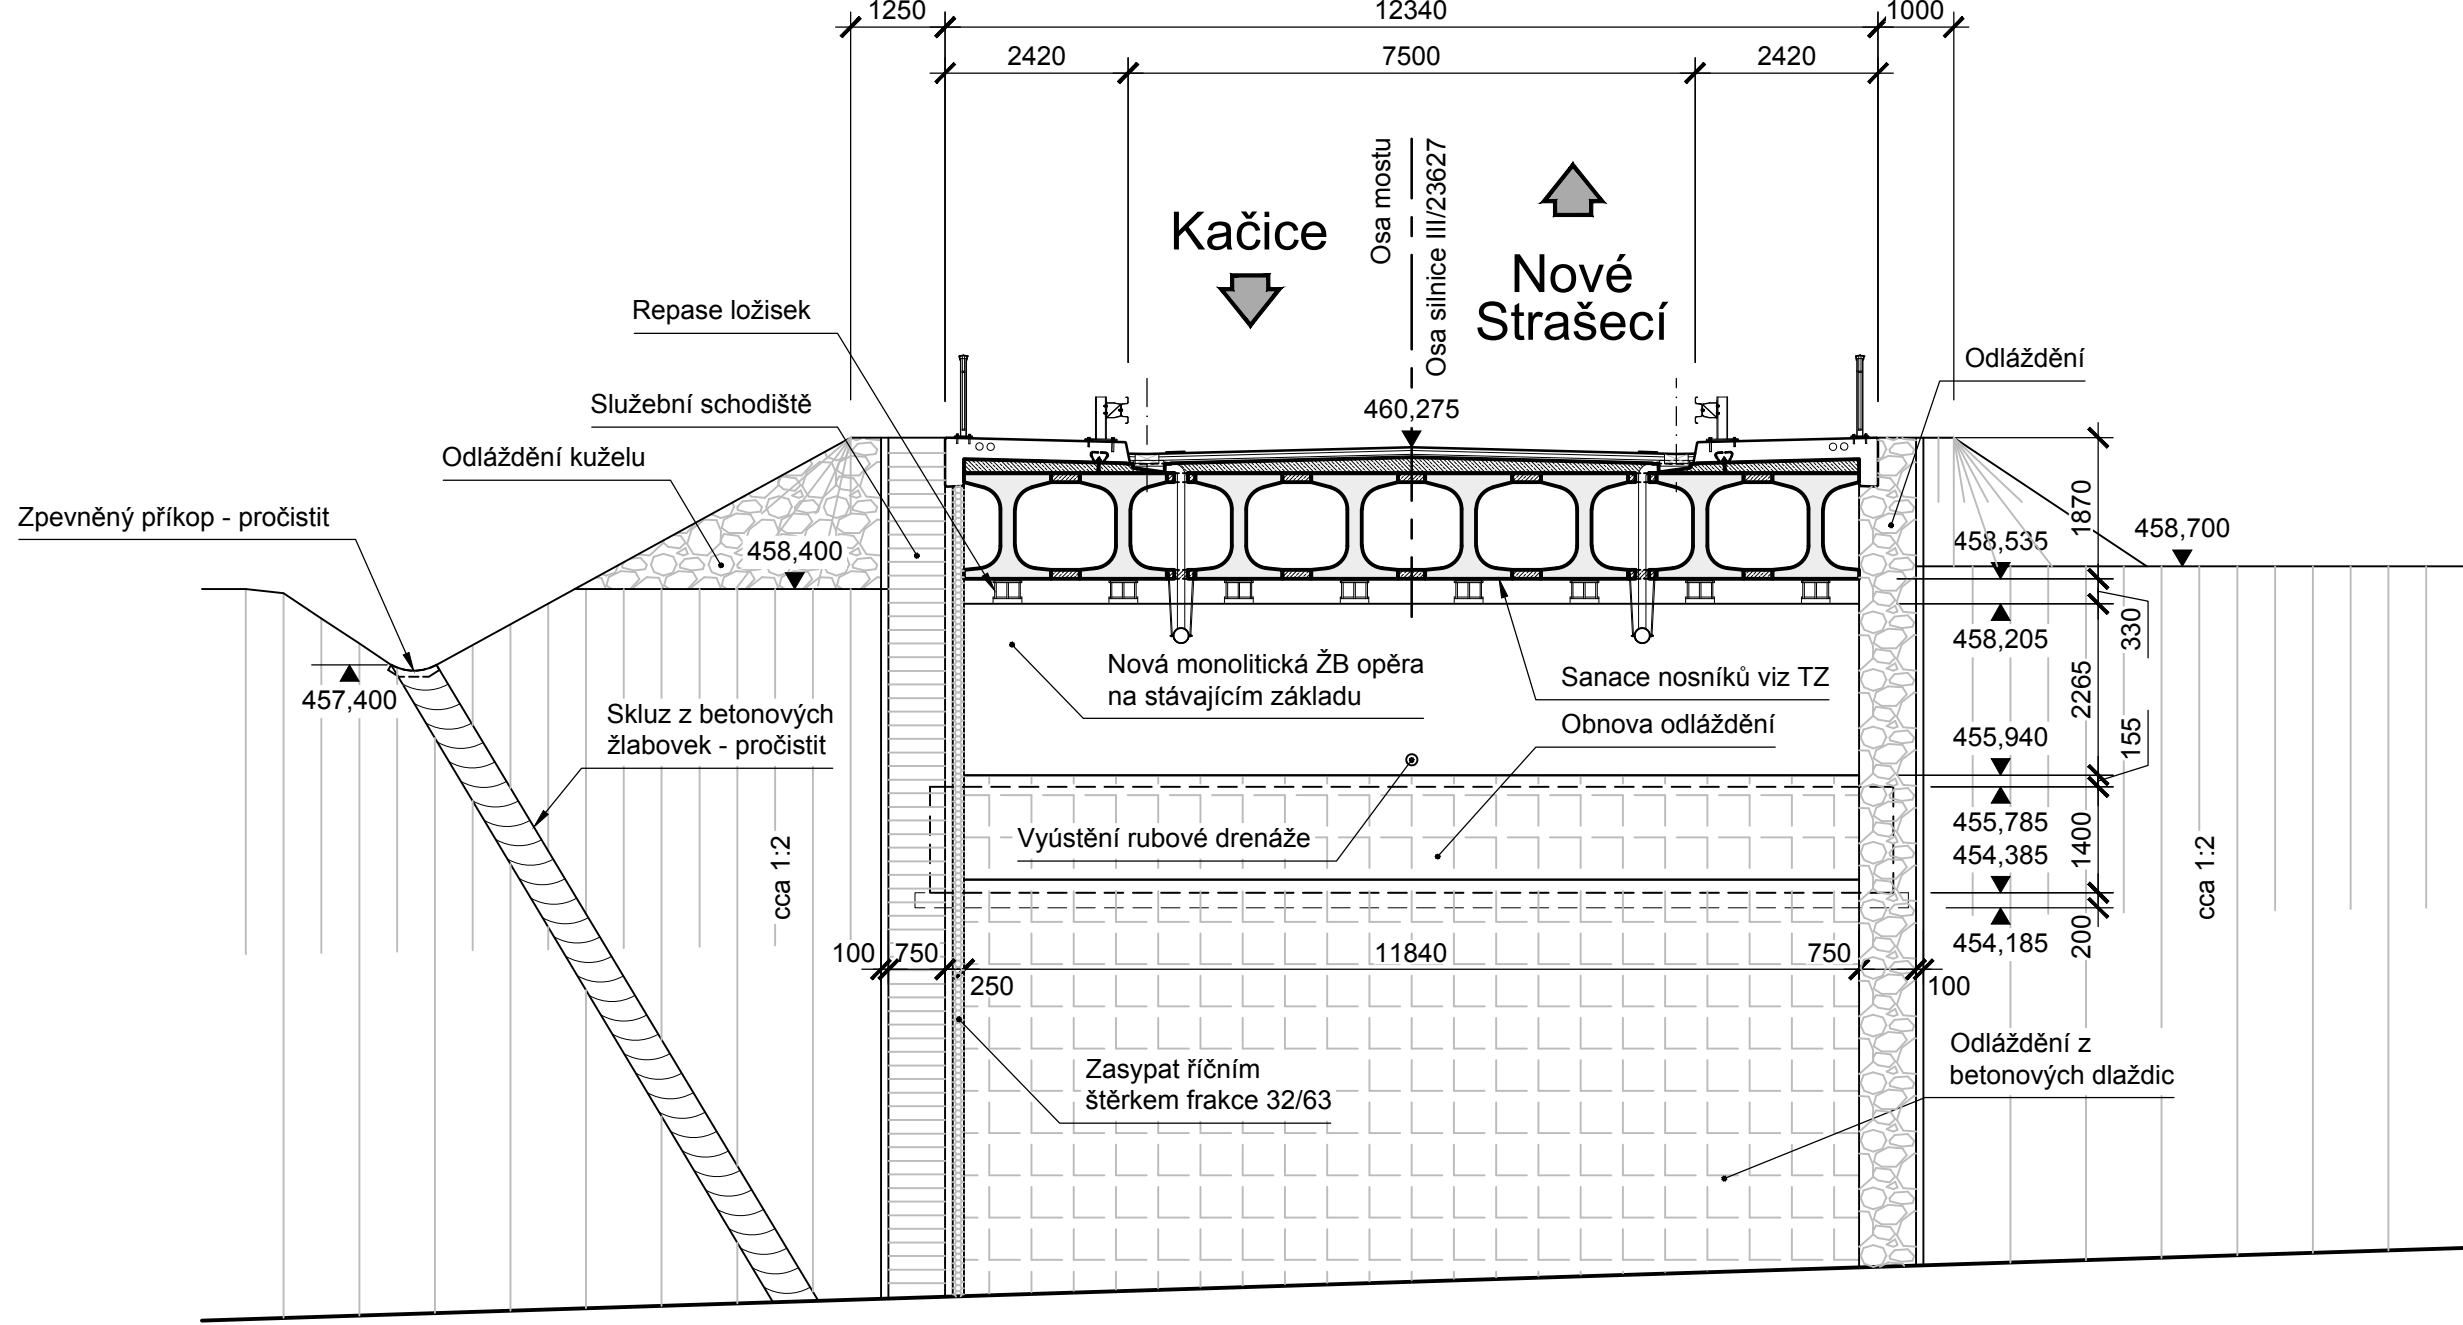 1250
12340
1000
2420
7500
2420
Osa mostu
Osa silnice III/23627
Kačice
Nové
Strašecí
Repase ložisek
Odláždění
Služební schodiště
460,275
Odláždění kuželu
Zpevněný příkop - pročistit
458,400
1870
458,535
458,700
330
458,205
457,400
Nová monolitická ŽB opěra
na stávajícím základu
Sanace nosníků viz TZ
2265
Skluz z betonových
žlabovek - pročistit
Obnova odláždění
455,940
155
Vyústění rubové drenáže
455,785
454,385
1400
cca 1:2
cca 1:2
454,185
200
100
750
11840
750
250
100
Zasypat říčním
štěrkem frakce 32/63
Odláždění z
betonových dlaždic